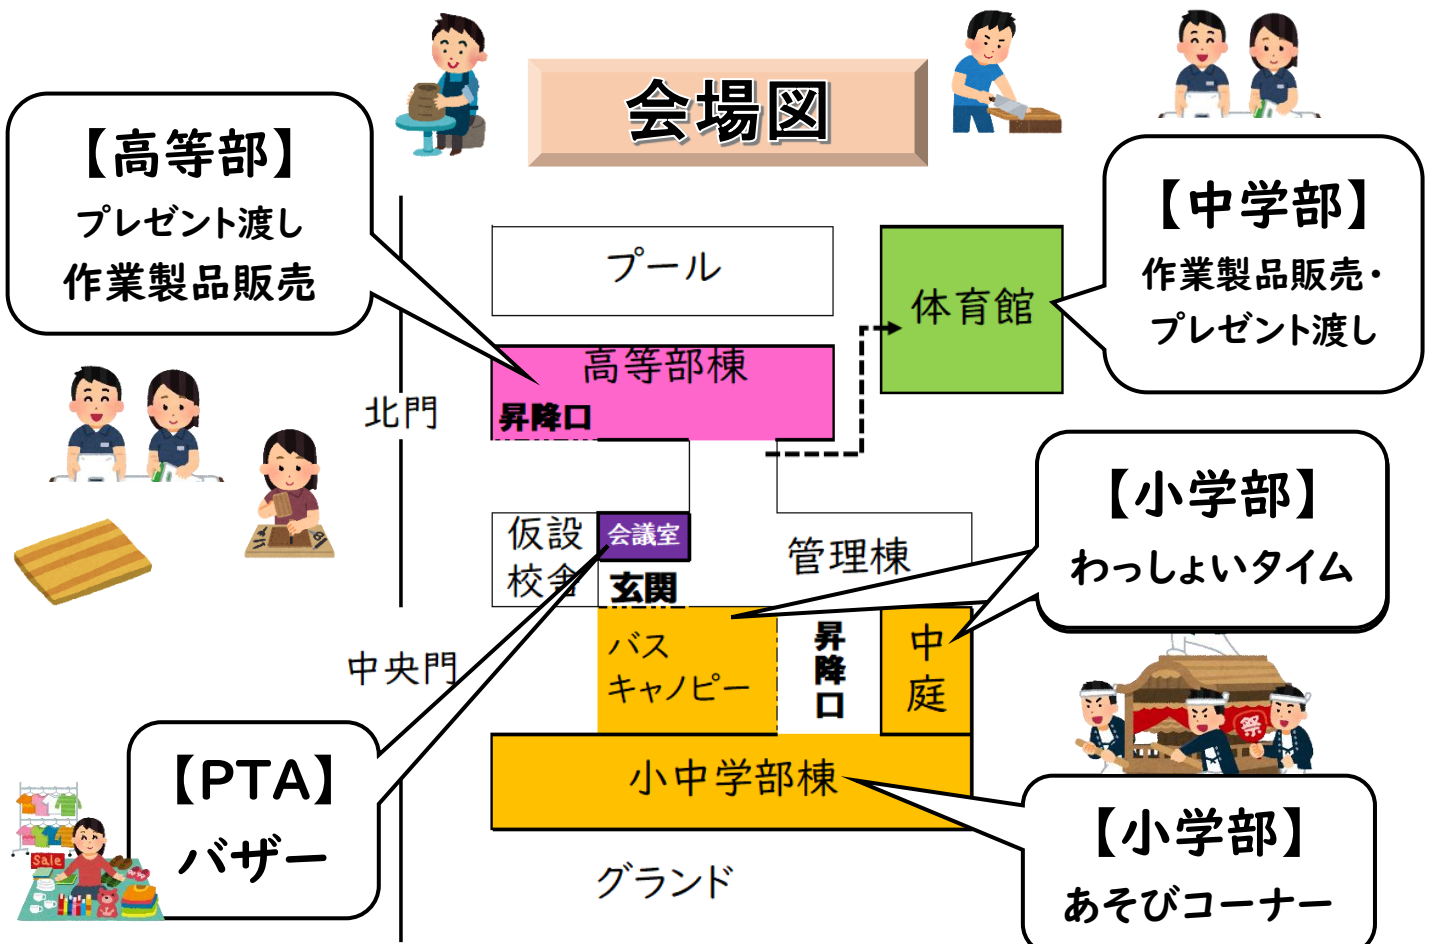 会場図
【高等部】
プレゼント渡し
作業製品販売
【中学部】
作業製品販売・
プレゼント渡し
プール
体育館
高等部棟
昇降口
北門
【小学部】
わっしょいタイム
仮設
校舎
会議室
管理棟
玄関
バス
キャノピー
昇降口
中庭
中央門
祭
【PTA】
バザー
Sale
小中学部棟
【小学部】
あそびコーナー
グランド